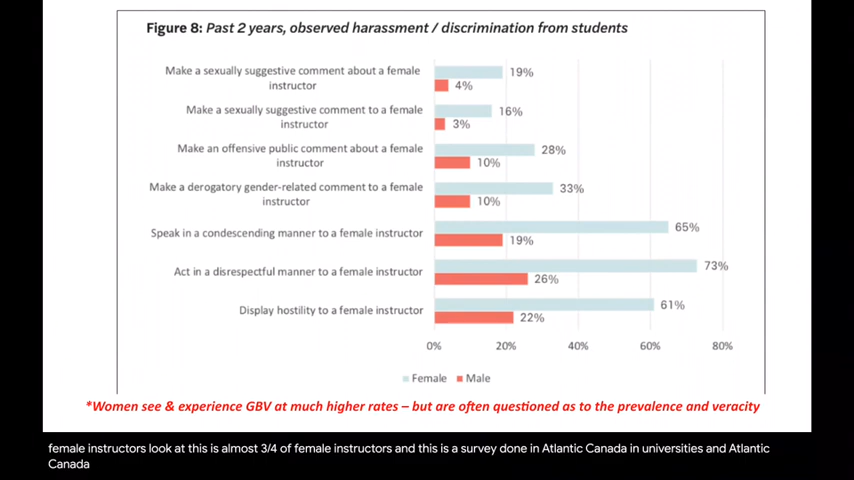 Figure 8: Past 2 years, observed harassment / discrimination from students
Make a sexually suggestive comment about a female
instructor
19%
4%
Make a sexually suggestive comment to a female
instructor
16%
3%
Make an offensive public comment about a female
instructor
28%
10%
Make a derogatory gender-related comment to a female
instructor
33%
10%
Speak in a condescending manner to a female instructor
65%
19%
Act in a disrespectful manner to a female instructor
73%
26%
Display hostility to a female instructor
61%
22%
0% 20% 40% 60% 80%
Female Male
*Women see & experience GBV at much higher rates – but are often questioned as to the prevalence and veracity
female instructors look at this is almost 3/4 of female instructors and this is a survey done in Atlantic Canada in universities and Atlantic
Canada